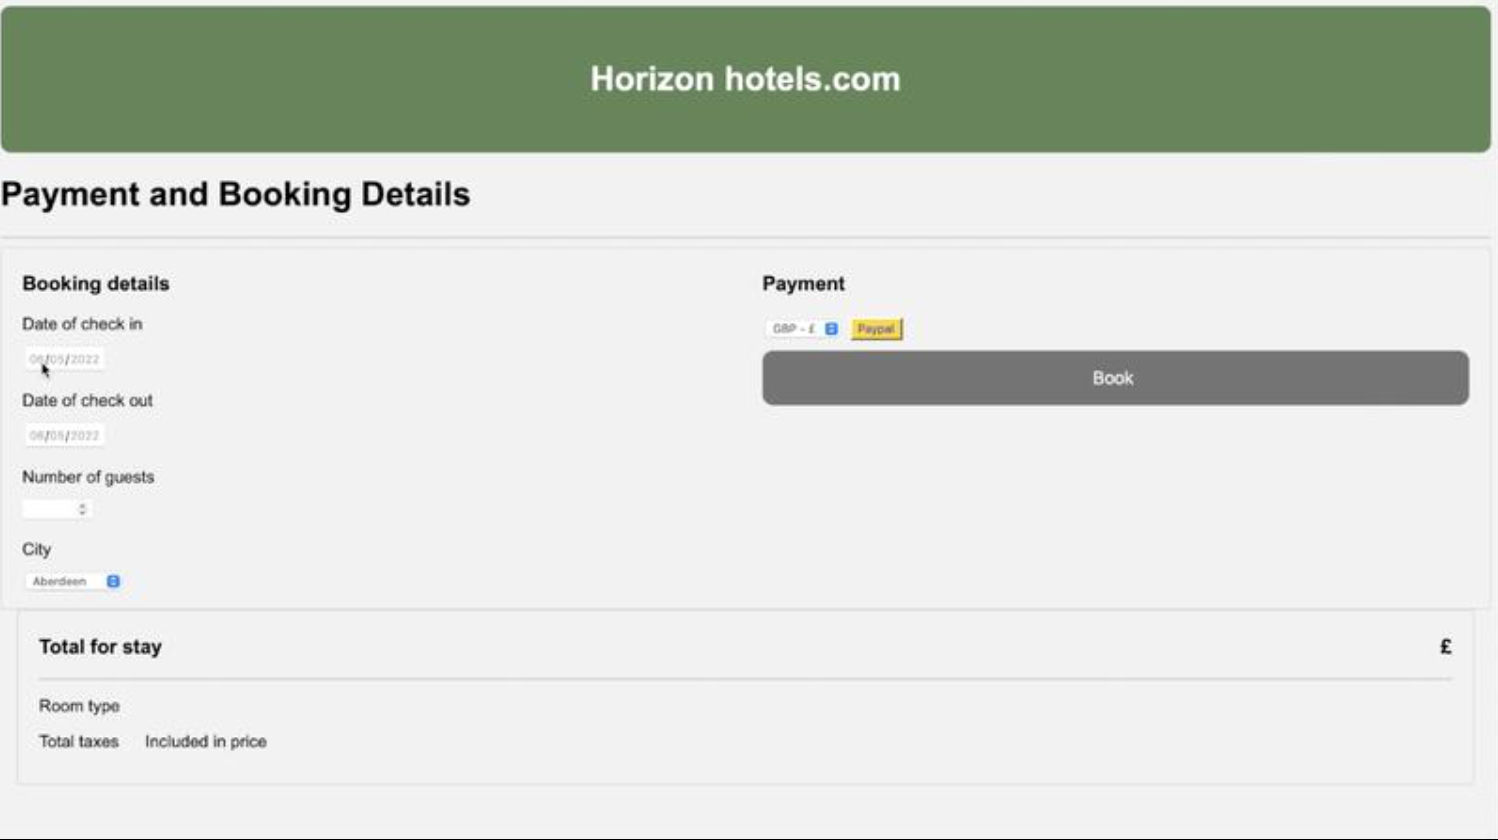 Horizon hotels.com
Payment and Booking Details
Booking details
Date of check in
06/05/2022
Date of check out
06/05/2022
Number of guests
City
Aberdeen
Payment
GBP - £ Paypal
Book
Total for stay £
Room type
Total taxes Included in price